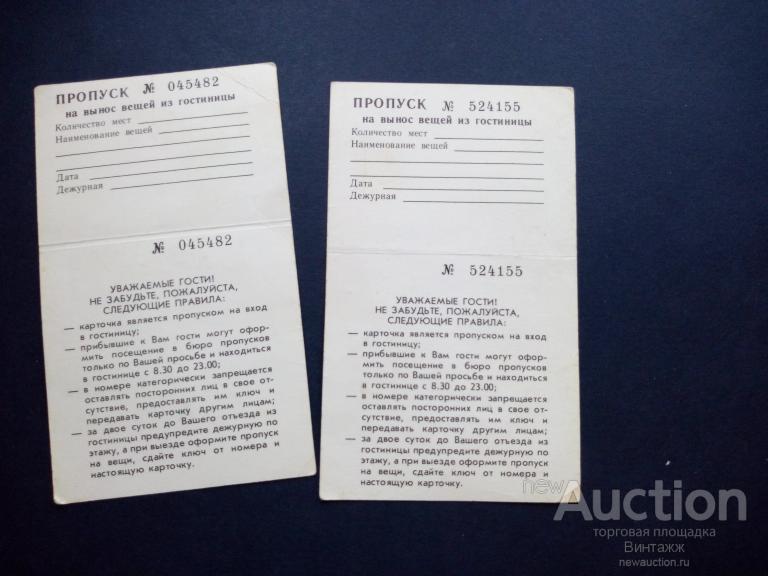 ПРОПУСК № 045482
на вынос вещей из гостиницы
Количество мест
Наименование вещей
Дата
Дежурная
№ 045482
УВАЖАЕМЫЕ ГОСТИ!
НЕ ЗАБУДЬТЕ, ПОЖАЛУЙСТА,
СЛЕДУЮЩИЕ ПРАВИЛА:
— карточка является пропуском на вход
в гостиницу;
— прибывшие к Вам гости могут офор-
мить посещение в бюро пропусков
только по Вашей просьбе и находиться
в гостинице с 8.30 до 23.00;
— в номере категорически запрещается
оставлять посторонних лиц в свое от-
сутствие, предоставлять им ключ и
передавать карточку другим лицам;
— за двое суток до Вашего отъезда из
гостиницы предупредите дежурную по
этажу, а при выезде оформите пропуск
на вещи, сдайте ключ от номера и
настоящую карточку.
ПРОПУСК № 524155
на вынос вещей из гостиницы
Количество мест
Наименование вещей
Дата
Дежурная
№ 524155
УВАЖАЕМЫЕ ГОСТИ!
НЕ ЗАБУДЬТЕ, ПОЖАЛУЙСТА,
СЛЕДУЮЩИЕ ПРАВИЛА:
— карточка является пропуском на вход
в гостиницу;
— прибывшие к Вам гости могут офор-
мить посещение в бюро пропусков
только по Вашей просьбе и находиться
в гостинице с 8.30 до 23.00;
— в номере категорически запрещается
оставлять посторонних лиц в свое от-
сутствие, предоставлять им ключ и
передавать карточку другим лицам;
— за двое суток до Вашего отъезда из
гостиницы предупредите дежурную по
этажу, а при выезде оформите пропуск
на вещи, сдайте ключ от номера и
настоящую карточку.
newAuction
торговая площадка
Винтажж
newauction.ru